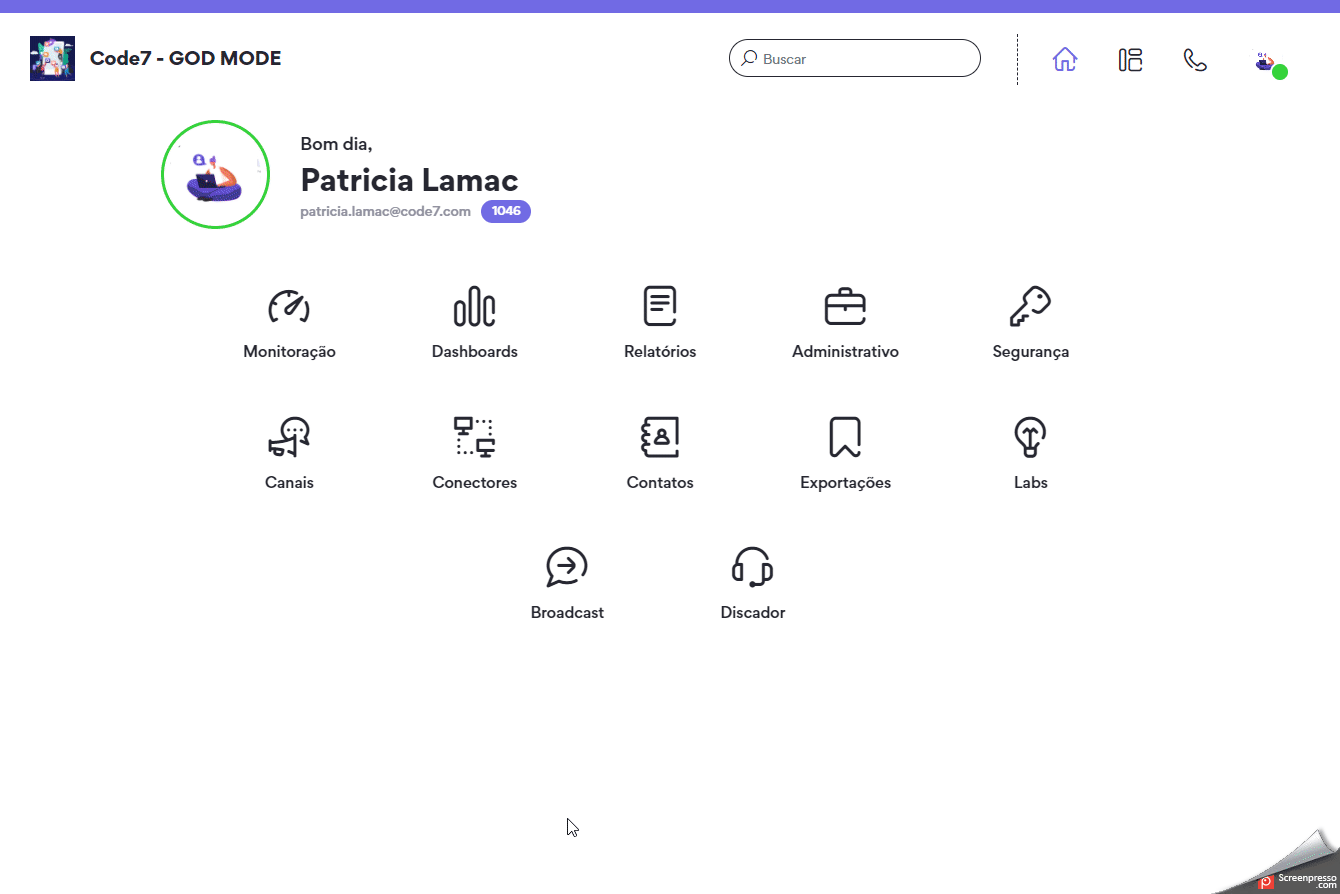 Code7 - GOD MODE
Buscar
Bom dia,
Patricia Lamac
patricia.lamac@code7.com 1046
Monitoração Dashboards Relatórios Administrativo Segurança
Canais Conectores Contatos Exportações Labs
Broadcast Discador
Screenpresso
.com